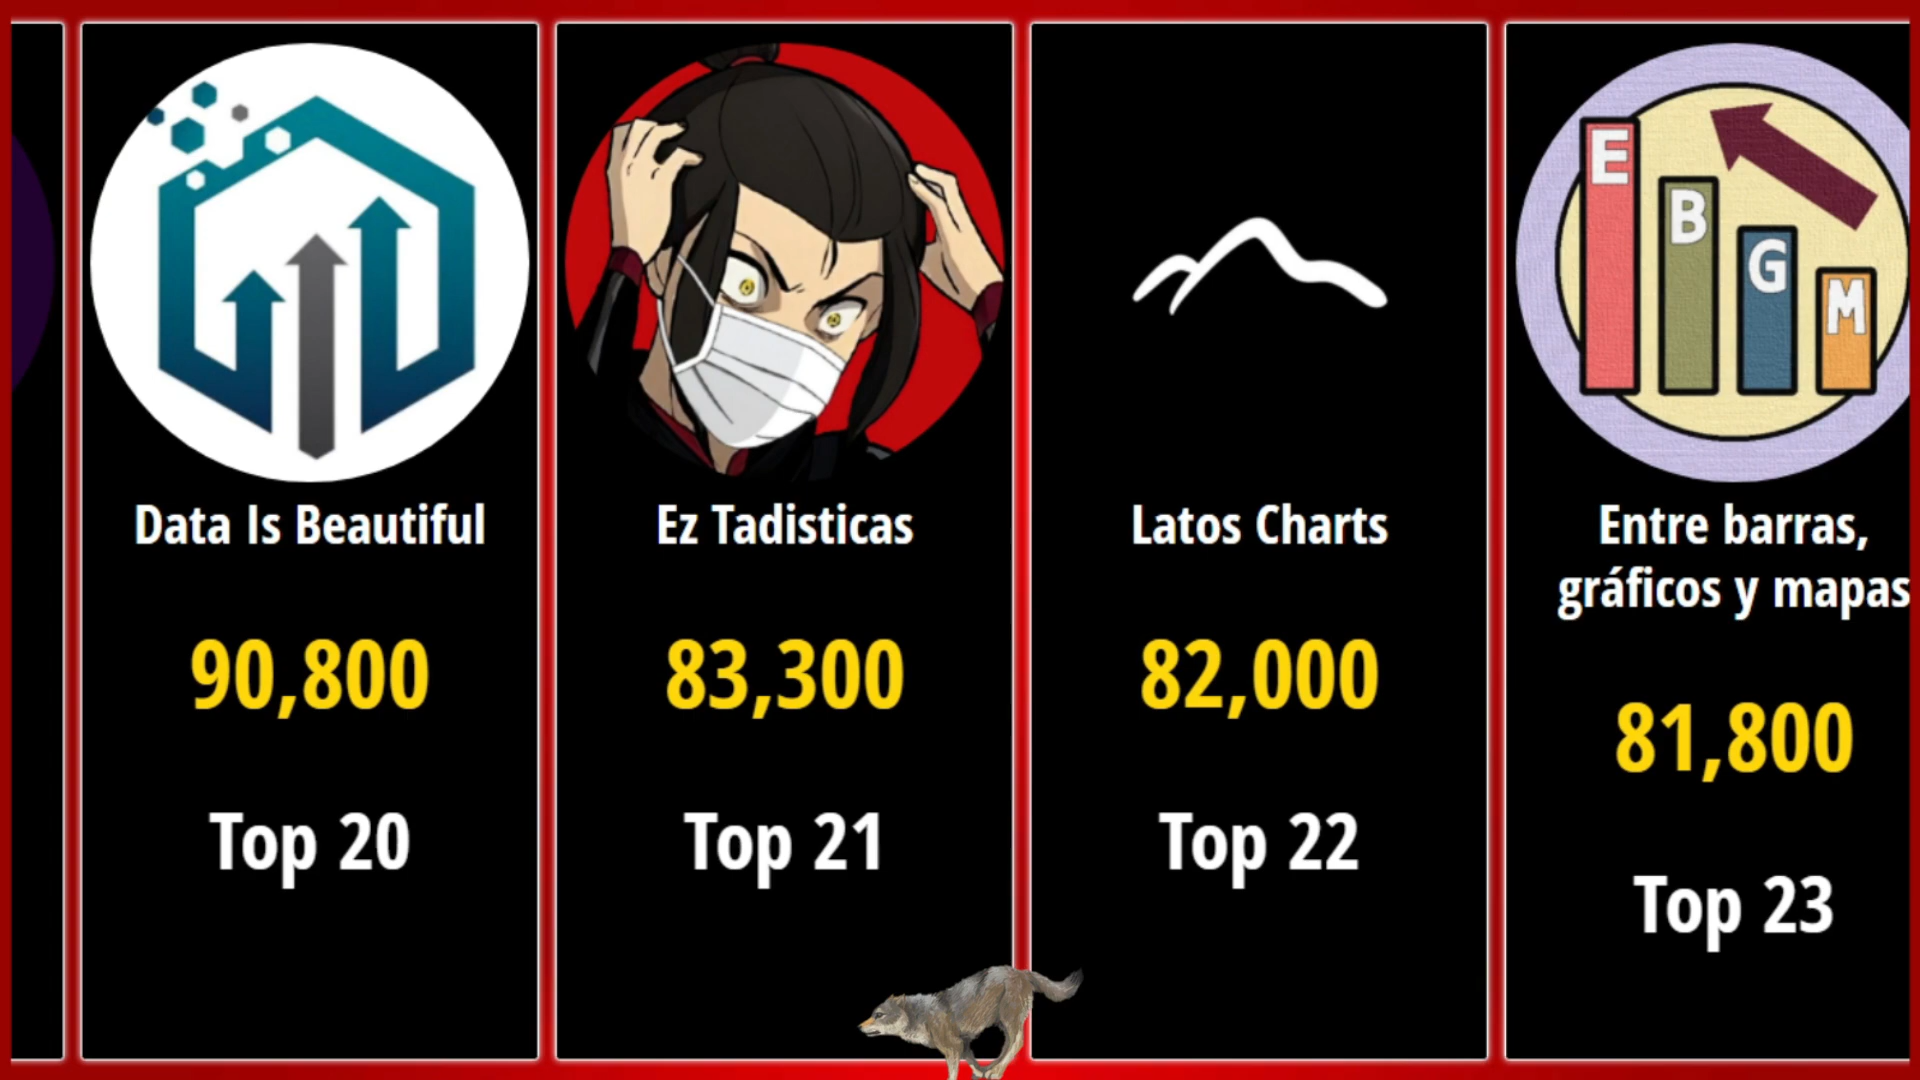 Data Is Beautiful
90,800
Top 20
Ez Tadisticas
83,300
Top 21
Latos Charts
82,000
Top 22
E
B
G
M
Entre barras,
gráficos y mapas
81,800
Top 23